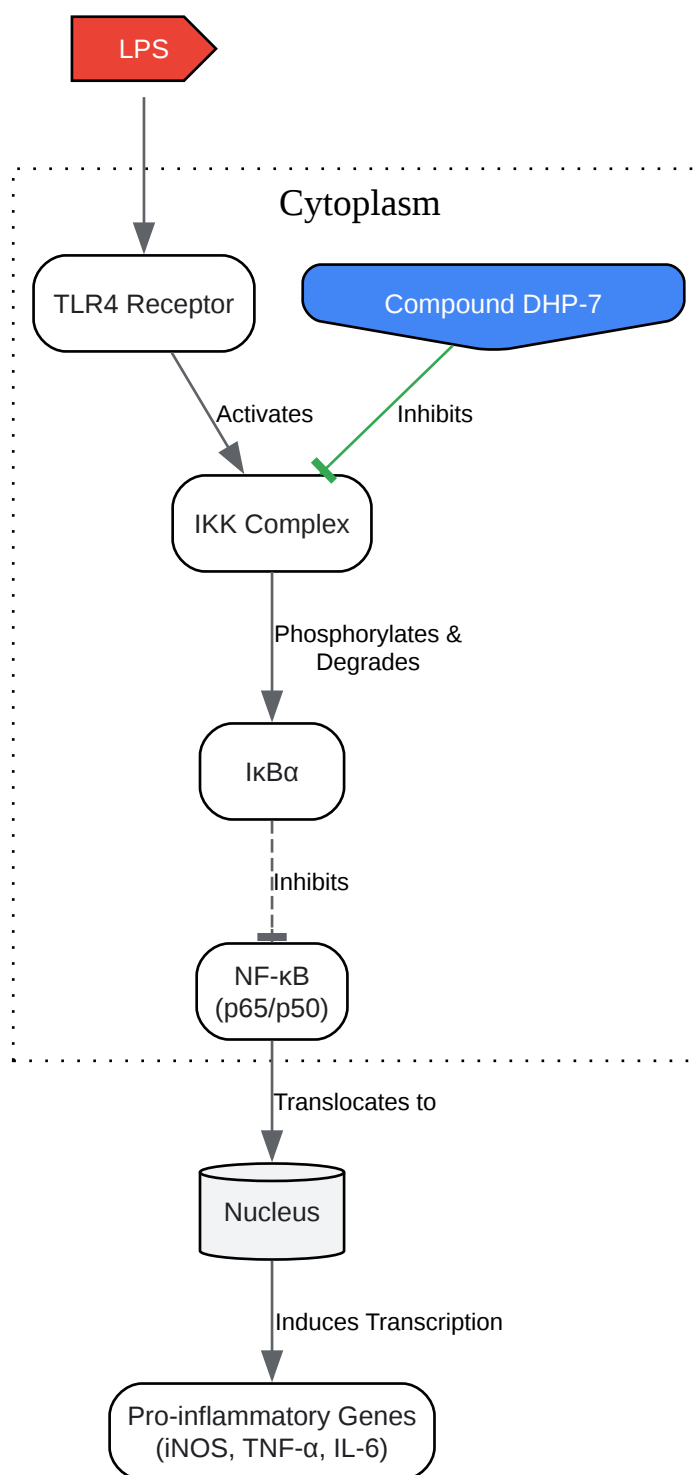 LPS
Cytoplasm
TLR4 Receptor
Compound DHP-7
Activates
Inhibits
IKK Complex
Phosphorylates &
Degrades
IκBα
Inhibits
NF-κB
(p65/p50)
Translocates to
Nucleus
Induces Transcription
Pro-inflammatory Genes
(iNOS, TNF-α, IL-6)